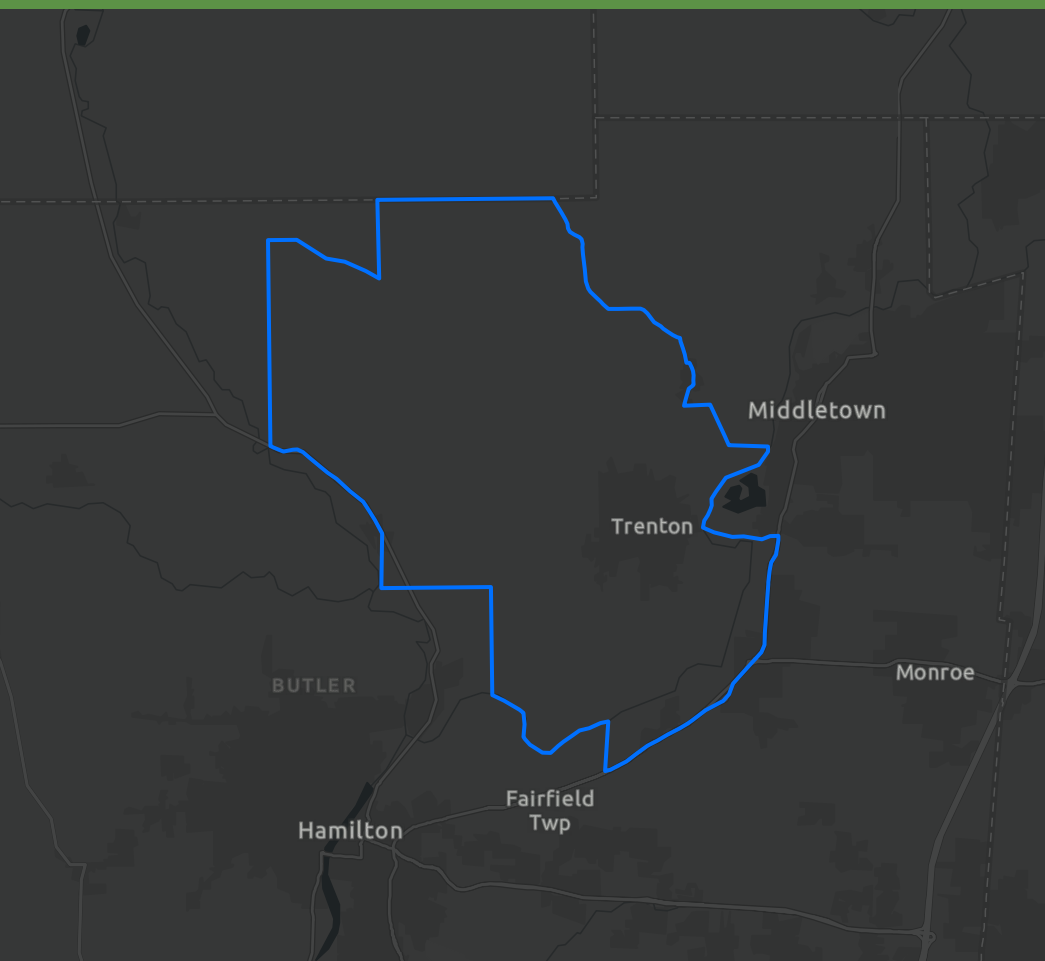 Middletown
Trenton
Monroe
BUTLER
Fairfield
Twp
Hamilton